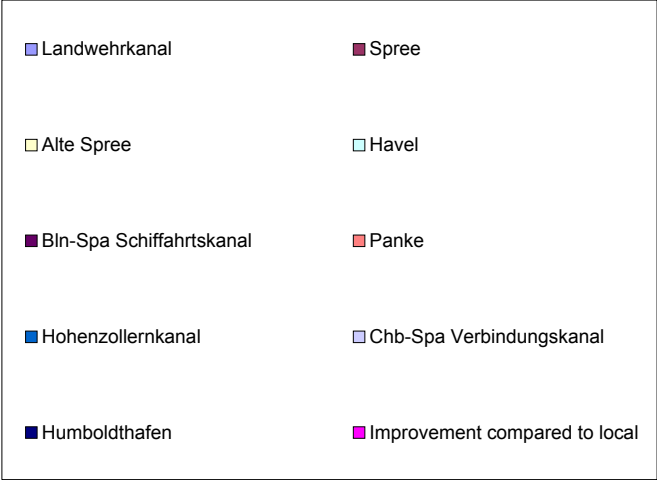 Landwehrkanal
Spree
Alte Spree
Havel
Bln-Spa Schiffahrtskanal
Panke
Hohenzollernkanal
Chb-Spa Verbindungskanal
Humboldthafen
Improvement compared to local